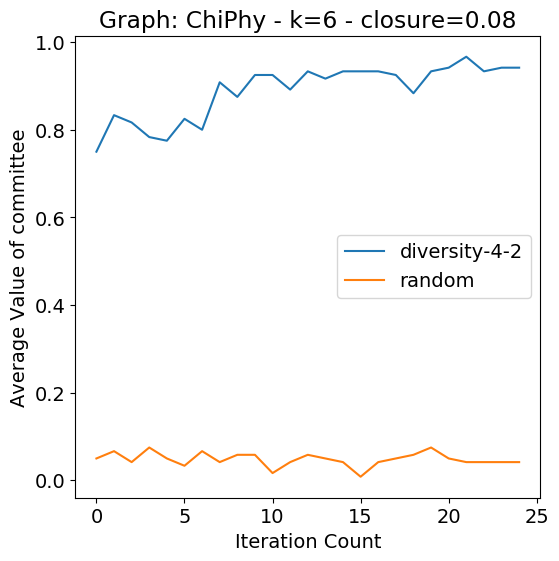 Graph: ChiPhy - k=6 - closure=0.08
Average Value of committee
1.0
0.8
0.6
0.4
0.2
0.0
diversity-4-2
random
0 5 10 15 20 25
Iteration Count